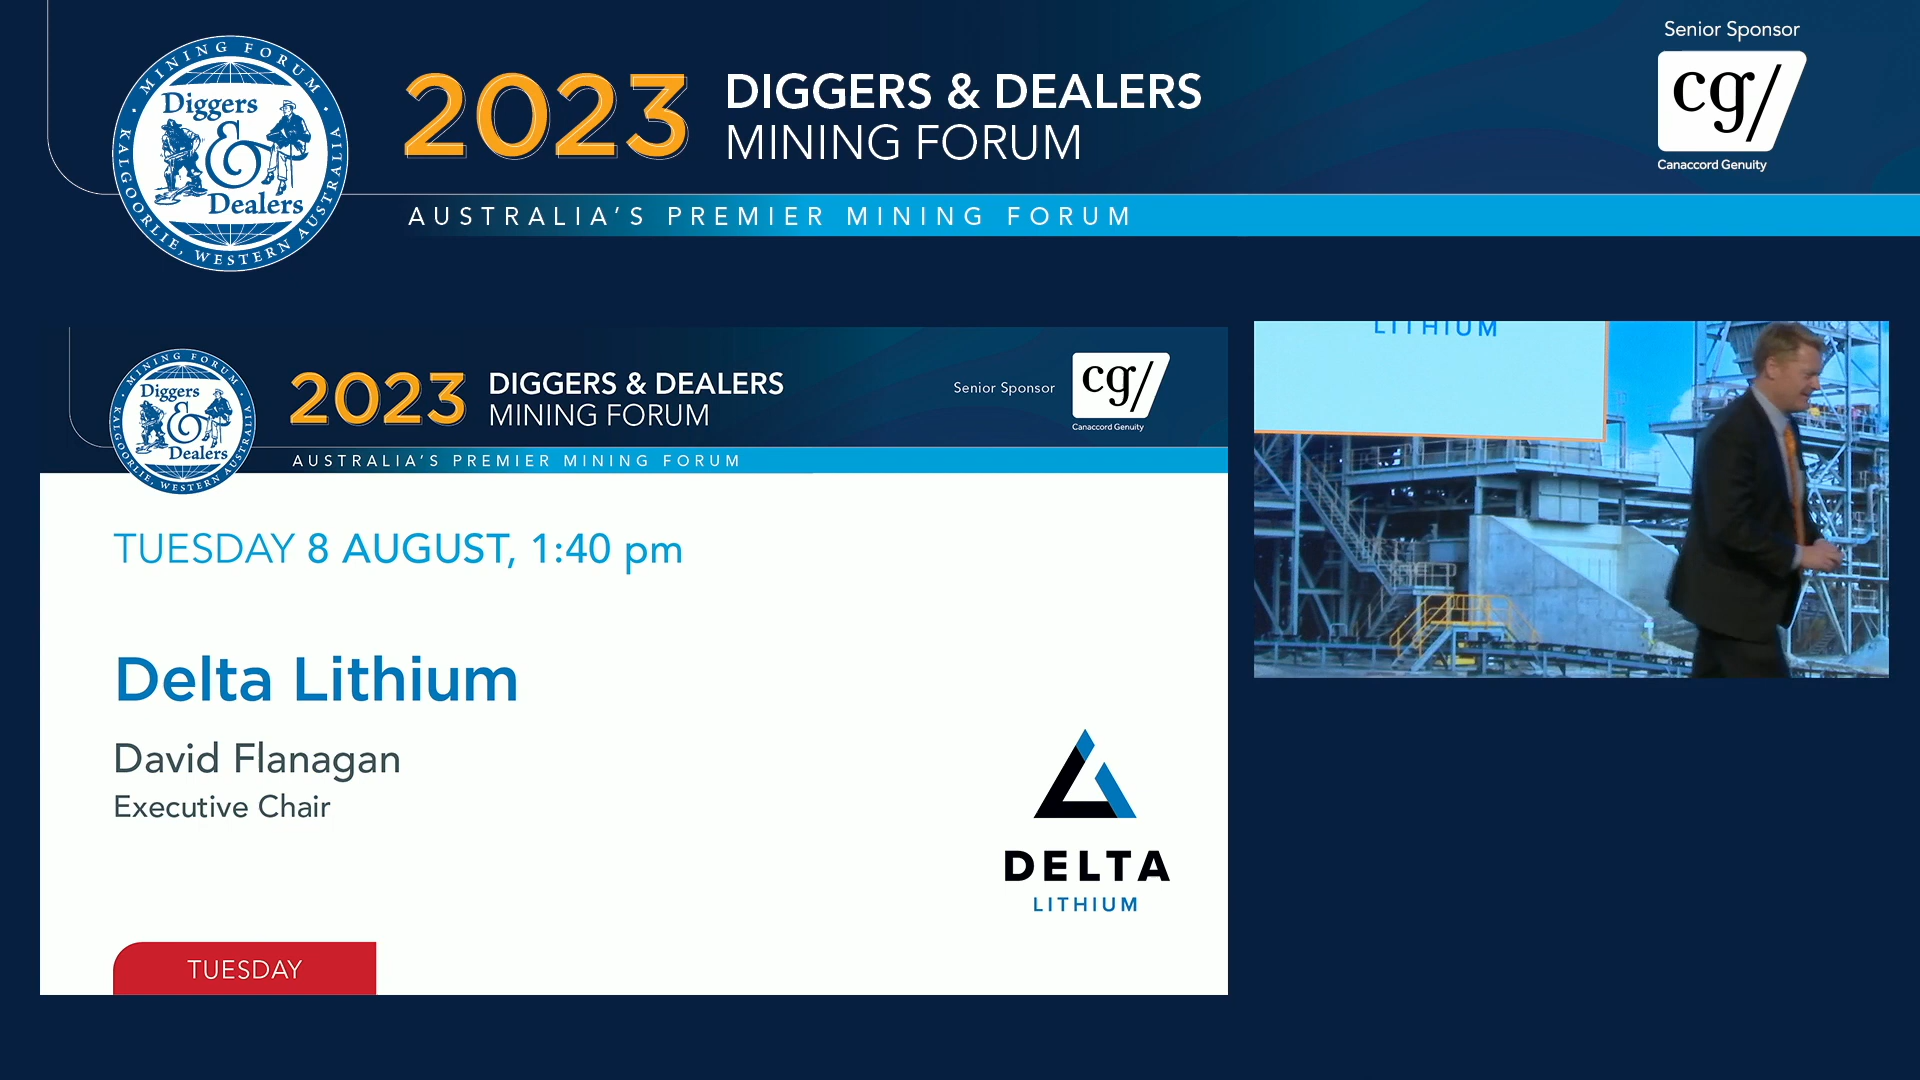 Senior Sponsor
cg/
Canaccord Genuity
MINING FORUM
Diggers
&
Dealers
KALGOORLIE, WESTERN AUSTRALIA
2023 DIGGERS & DEALERS
MINING FORUM
AUSTRALIA'S PREMIER MINING FORUM
MINING FORUM
Diggers
&
Dealers
KALGOORLIE, WESTERN AUSTRALIA
2023 DIGGERS & DEALERS
MINING FORUM
AUSTRALIA'S PREMIER MINING FORUM
Senior Sponsor
cg/
Canaccord Genuity
LITHIUM
TUESDAY 8 AUGUST, 1:40 pm
Delta Lithium
David Flanagan
Executive Chair
DELTA
LITHIUM
TUESDAY